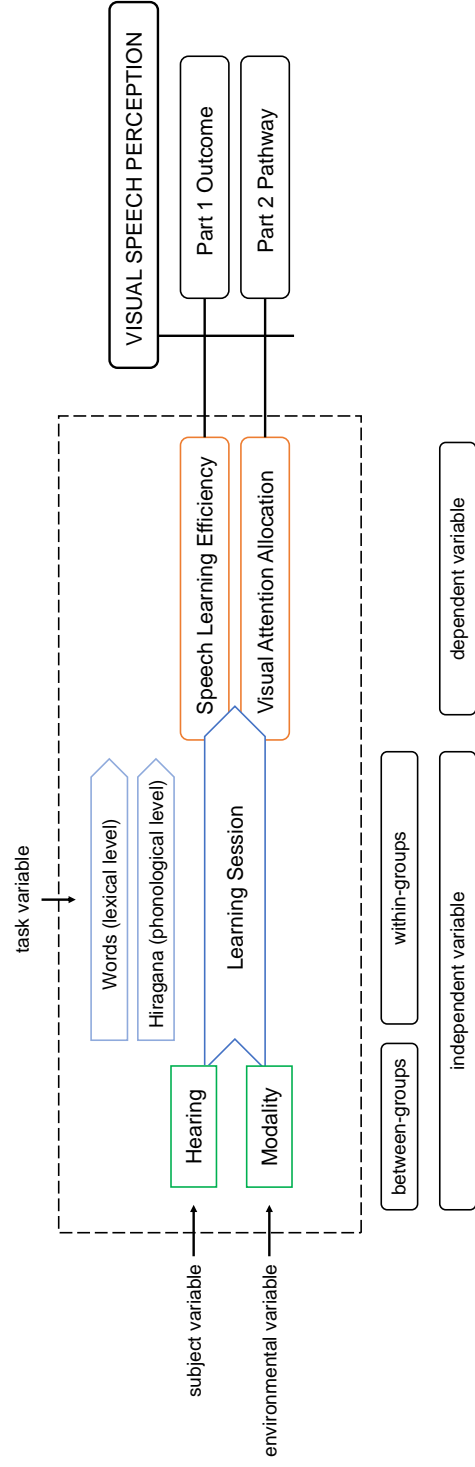 VISUAL SPEECH PERCEPTION
task variable
Words (lexical level)
Hiragana (phonological level)
subject variable
Hearing
Speech Learning Efficiency
Part 1 Outcome
Learning Session
environmental variable
Modality
Visual Attention Allocation
Part 2 Pathway
between-groups
within-groups
independent variable
dependent variable